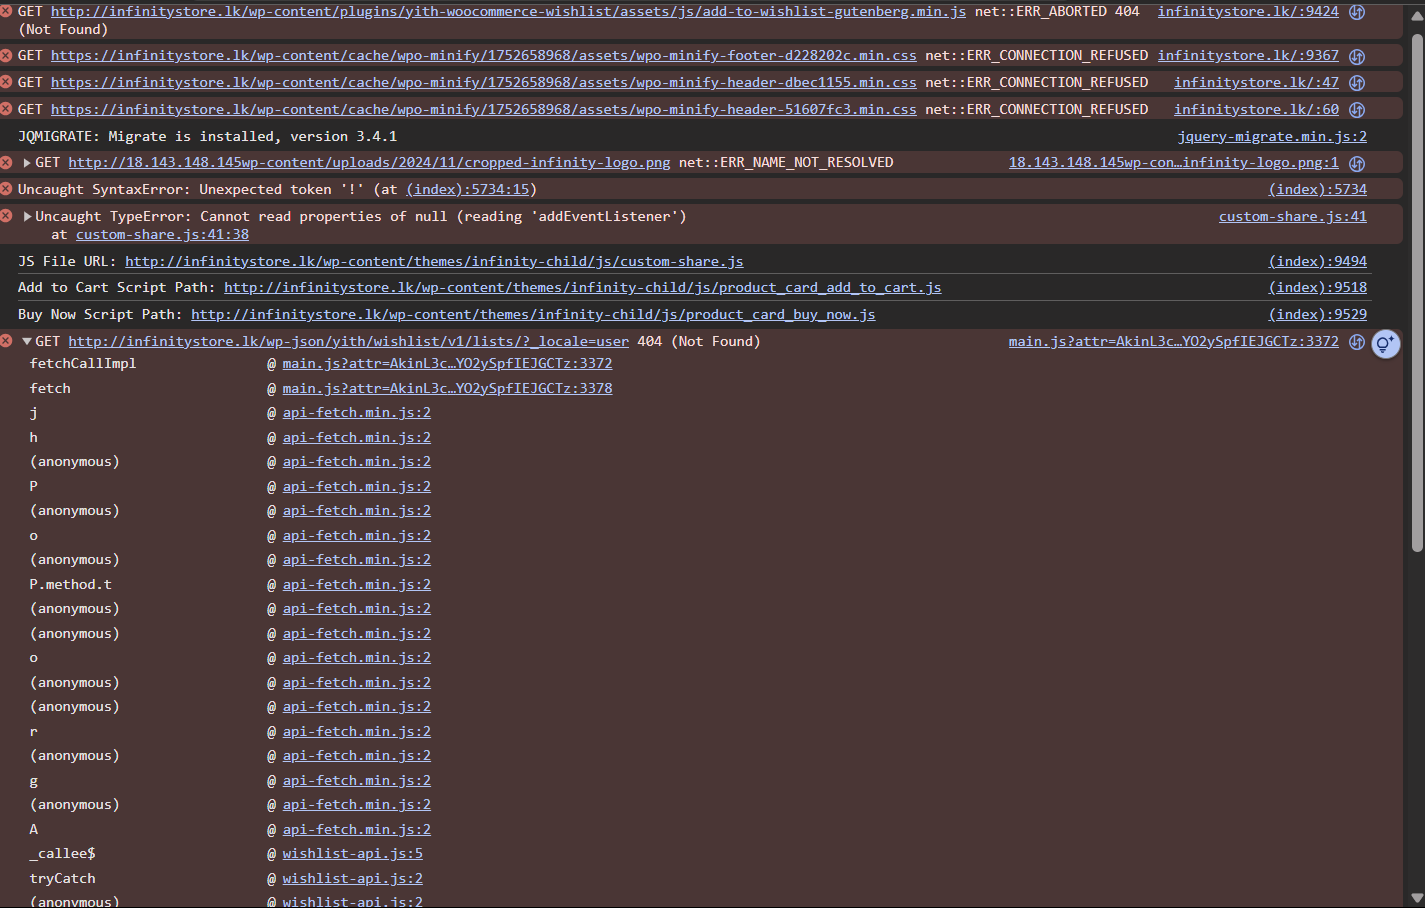 GET http://infinitystore.lk/wp-content/plugins/yith-woocommerce-wishlist/assets/js/add-to-wishlist-gutenberg.min.js net::ERR_ABORTED 404 infinitystore.lk/:9424
(Not Found)
GET https://infinitystore.lk/wp-content/cache/wpo-minify/1752658968/assets/wpo-minify-footer-d228202c.min.css net::ERR_CONNECTION_REFUSED infinitystore.lk/:9367
GET https://infinitystore.lk/wp-content/cache/wpo-minify/1752658968/assets/wpo-minify-header-dbec1155.min.css net::ERR_CONNECTION_REFUSED infinitystore.lk/:47
GET https://infinitystore.lk/wp-content/cache/wpo-minify/1752658968/assets/wpo-minify-header-51607fc3.min.css net::ERR_CONNECTION_REFUSED infinitystore.lk/:60
JQMIGRATE: Migrate is installed, version 3.4.1 jquery-migrate.min.js:2
GET http://18.143.148.145wp-content/uploads/2024/11/cropped-infinity-logo.png net::ERR_NAME_NOT_RESOLVED 18.143.148.145wp-con…infinity-logo.png:1
Uncaught SyntaxError: Unexpected token '!' (at (index):5734:15) (index):5734
Uncaught TypeError: Cannot read properties of null (reading 'addEventListener') custom-share.js:41
at custom-share.js:41:38
JS File URL: http://infinitystore.lk/wp-content/themes/infinity-child/js/custom-share.js (index):9494
Add to Cart Script Path: http://infinitystore.lk/wp-content/themes/infinity-child/js/product_card_add_to_cart.js (index):9518
Buy Now Script Path: http://infinitystore.lk/wp-content/themes/infinity-child/js/product_card_buy_now.js (index):9529
GET http://infinitystore.lk/wp-json/yith/wishlist/v1/lists/?_locale=user 404 (Not Found) main.js?attr=AkinL3c…YO2ySpfIEJGCTz:3372
fetchCallImpl @ main.js?attr=AkinL3c…YO2ySpfIEJGCTz:3372
fetch @ main.js?attr=AkinL3c…YO2ySpfIEJGCTz:3378
j @ api-fetch.min.js:2
h @ api-fetch.min.js:2
(anonymous) @ api-fetch.min.js:2
P @ api-fetch.min.js:2
(anonymous) @ api-fetch.min.js:2
o @ api-fetch.min.js:2
(anonymous) @ api-fetch.min.js:2
P.method.t @ api-fetch.min.js:2
(anonymous) @ api-fetch.min.js:2
(anonymous) @ api-fetch.min.js:2
o @ api-fetch.min.js:2
(anonymous) @ api-fetch.min.js:2
(anonymous) @ api-fetch.min.js:2
r @ api-fetch.min.js:2
(anonymous) @ api-fetch.min.js:2
g @ api-fetch.min.js:2
(anonymous) @ api-fetch.min.js:2
A @ api-fetch.min.js:2
_callee$ @ wishlist-api.js:5
tryCatch @ wishlist-api.js:2
(anonymous) @ wishlist-api.js:2